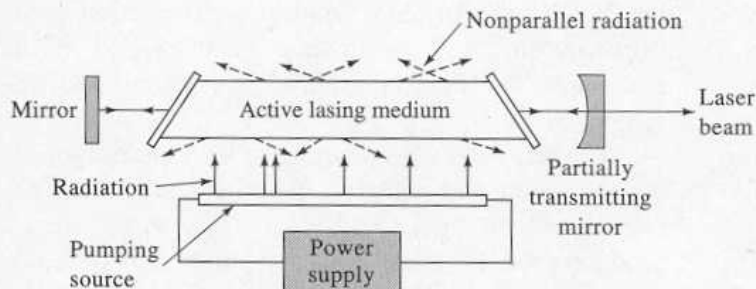 Nonparallel radiation
Mirror
Active lasing medium
Laser
beam
Radiation
Partially
transmitting
mirror
Pumping
source
Power
supply